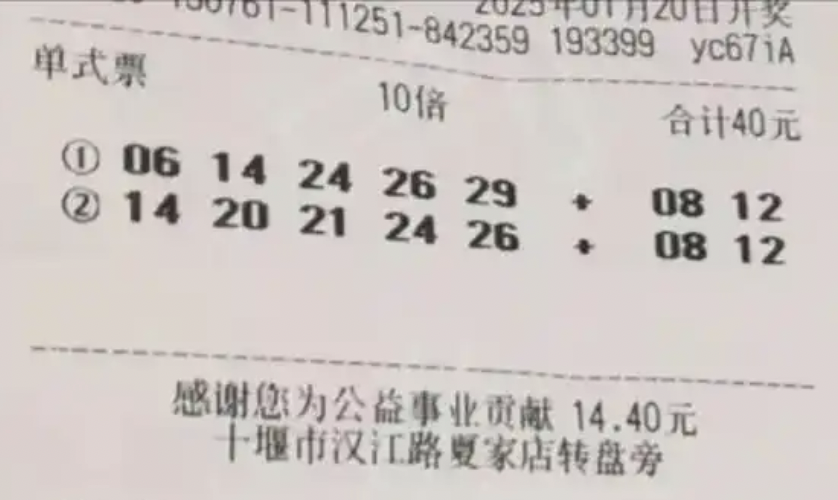 2025年01月20日开奖
130761-111251-842359 193399 yc67iA
单式票 10倍 合计40元
① 06 14 24 26 29 + 08 12
② 14 20 21 24 26 + 08 12
感谢您为公益事业贡献 14.40元
十堰市汉江路夏家店转盘旁